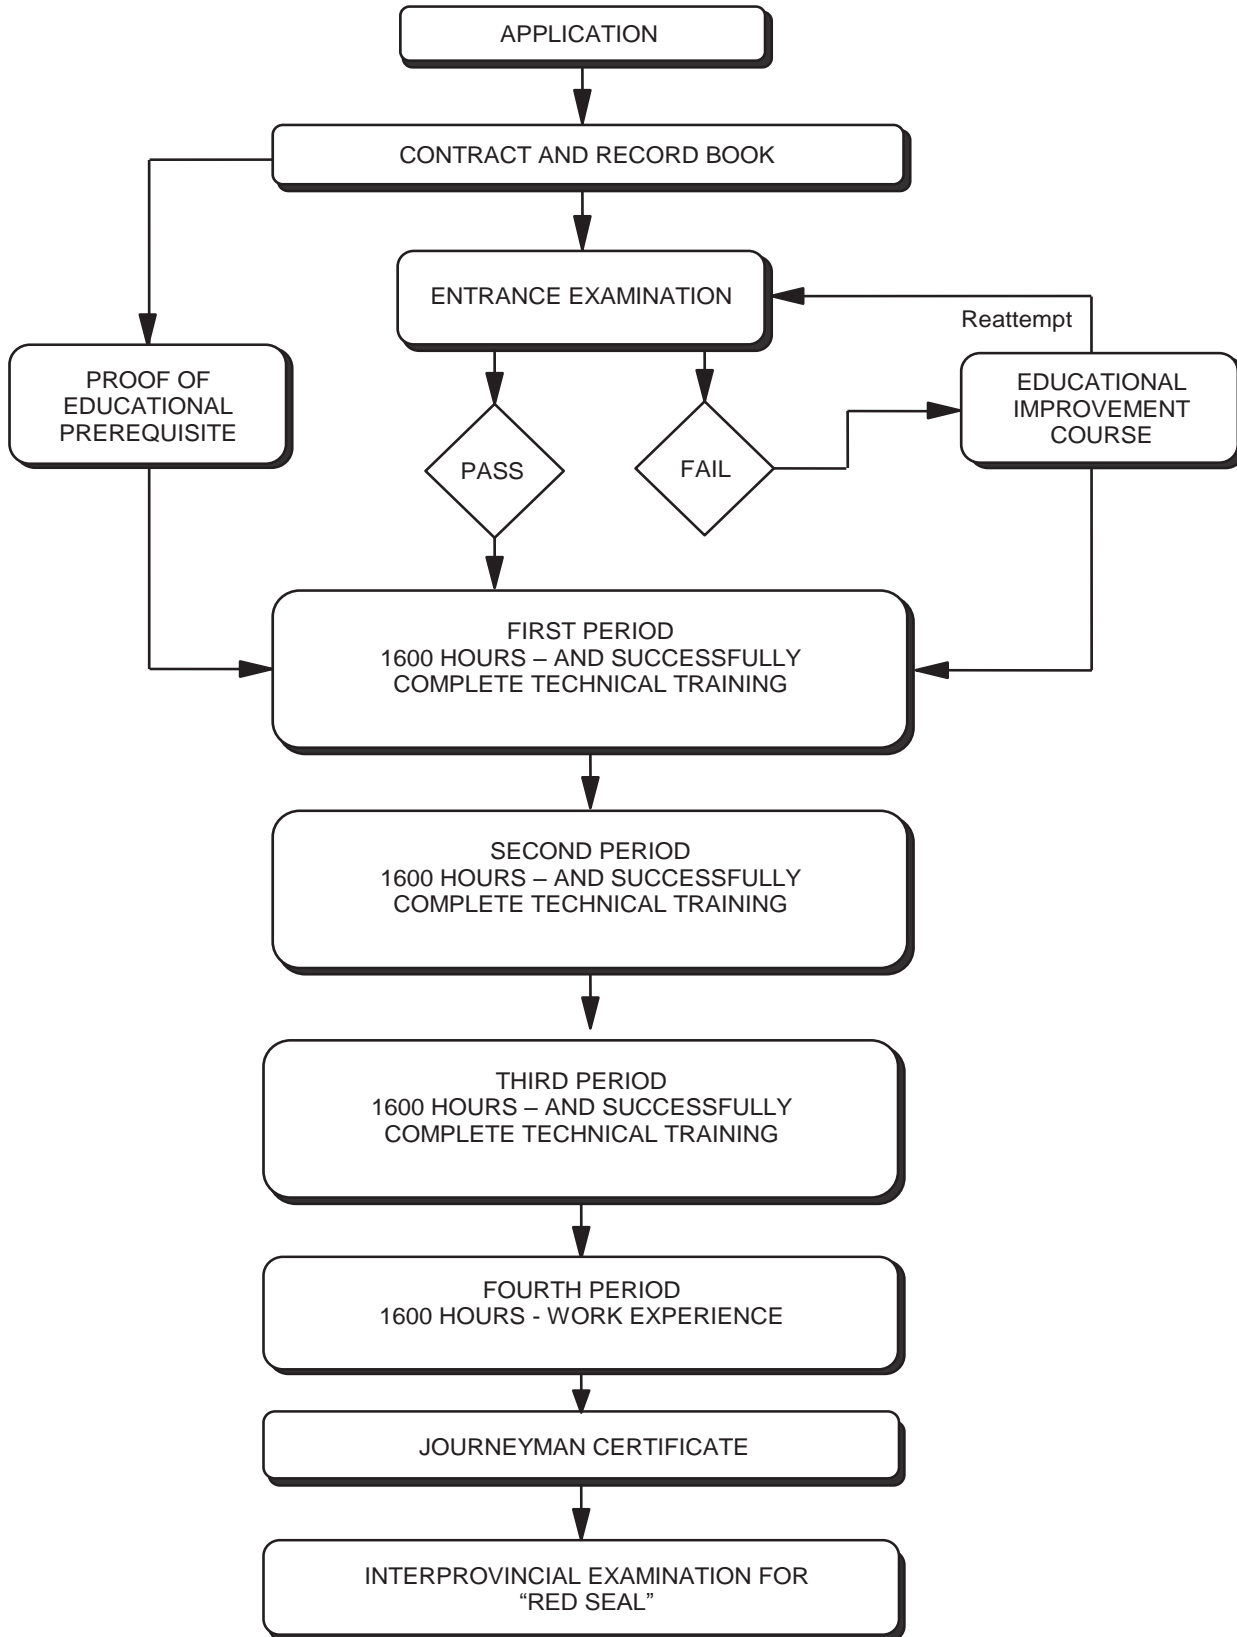 APPLICATION
CONTRACT AND RECORD BOOK
ENTRANCE EXAMINATION
Reattempt
PROOF OF
EDUCATIONAL
PREREQUISITE
EDUCATIONAL
IMPROVEMENT
COURSE
PASS
FAIL
FIRST PERIOD
1600 HOURS – AND SUCCESSFULLY
COMPLETE TECHNICAL TRAINING
SECOND PERIOD
1600 HOURS – AND SUCCESSFULLY
COMPLETE TECHNICAL TRAINING
THIRD PERIOD
1600 HOURS – AND SUCCESSFULLY
COMPLETE TECHNICAL TRAINING
FOURTH PERIOD
1600 HOURS - WORK EXPERIENCE
JOURNEYMAN CERTIFICATE
INTERPROVINCIAL EXAMINATION FOR
“RED SEAL”